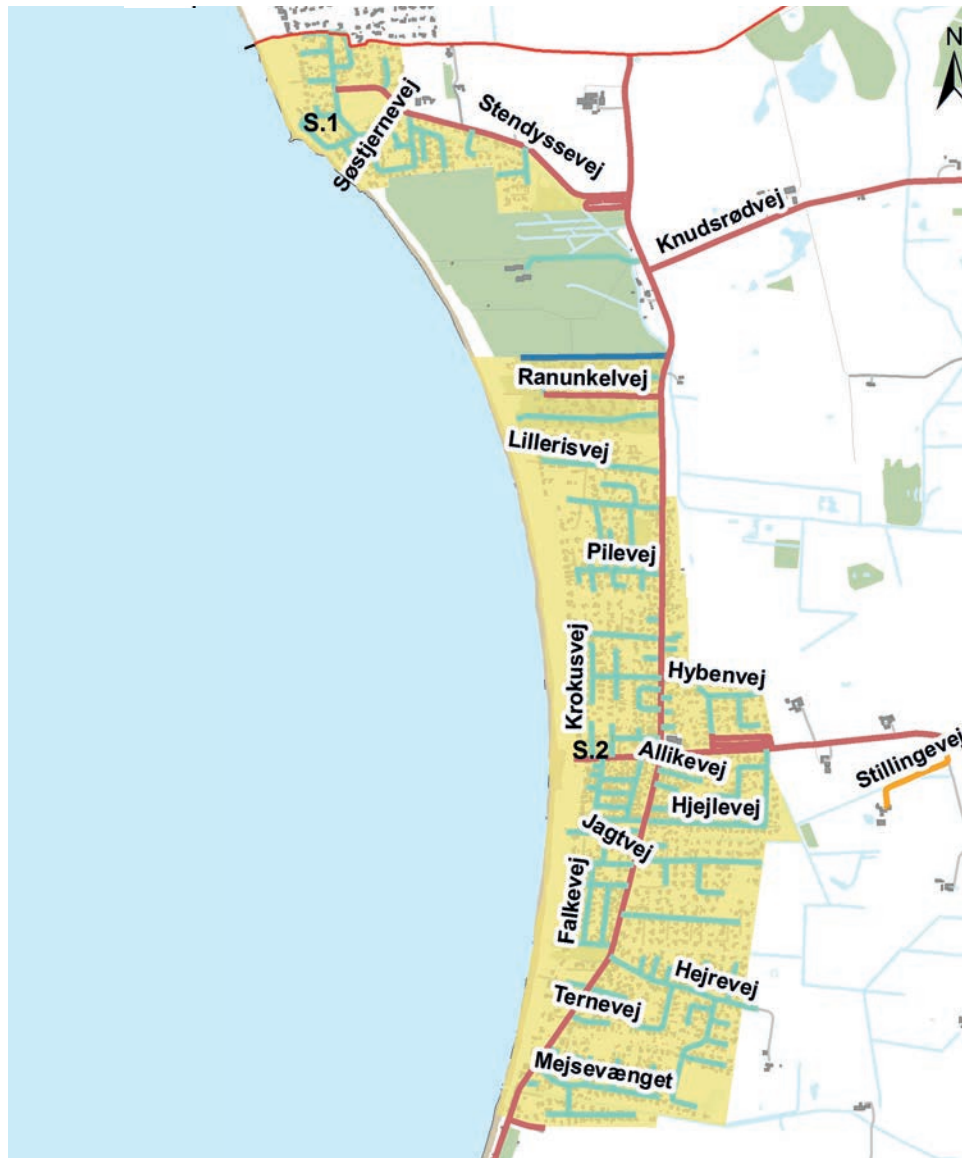 N
S.1
Søstjernevej
Stendyssevej
Knudsrødvej
Ranunkelvej
Lillerisvej
Pilevej
Krokusvej
Hybenvej
S.2
Allikevej
Stillingevej
Hjejlevej
Jagtvej
Falkevej
Hejrevej
Ternevej
Mejsevænget